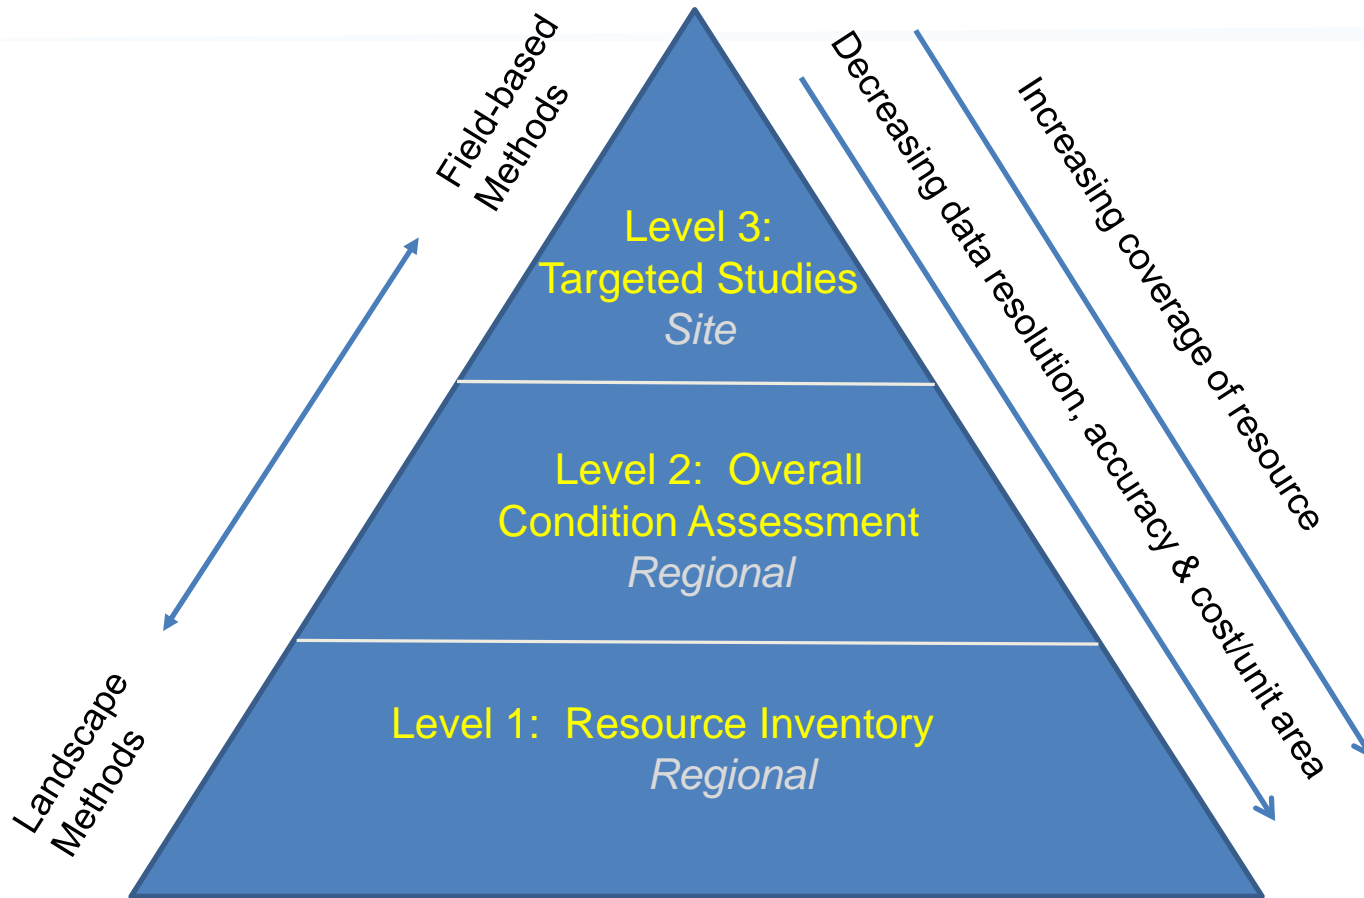 Field-based
Methods
Level 3:
Targeted Studies
Site
Level 2:  Overall
Condition Assessment
Regional
Level 1:  Resource Inventory
Regional
Landscape
Methods
Decreasing data resolution, accuracy & cost/unit area
Increasing coverage of resource